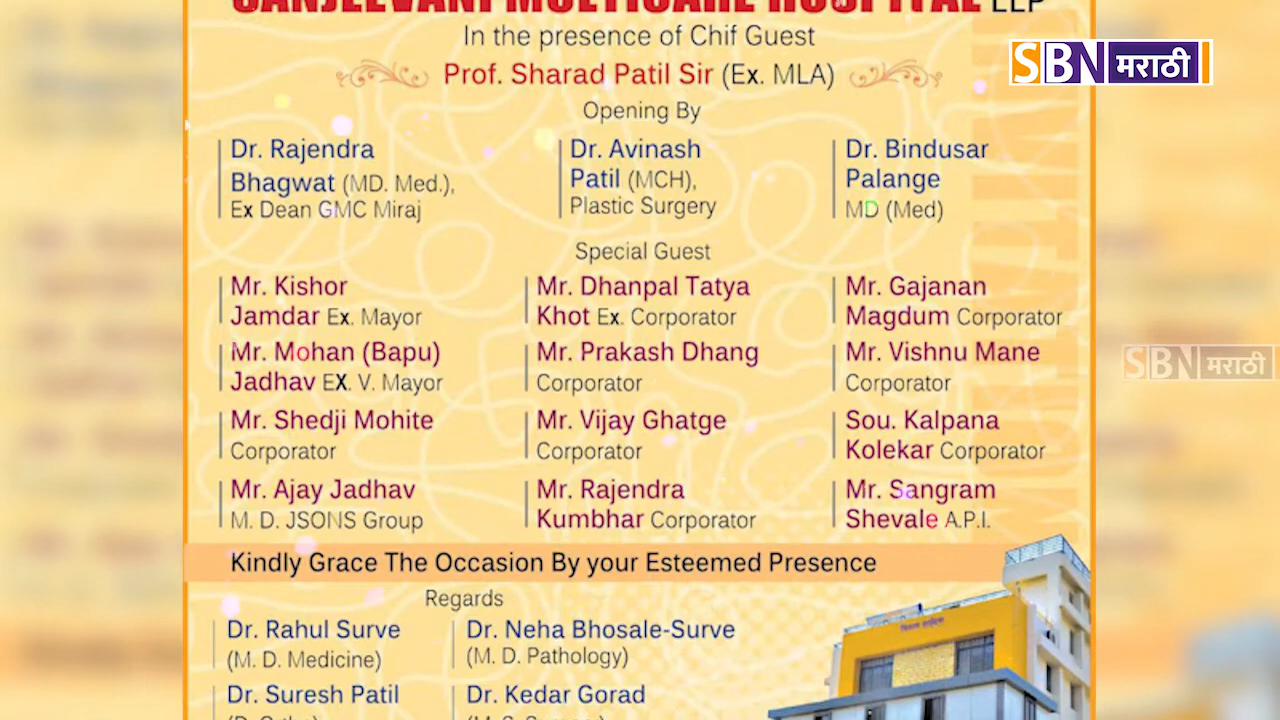 SANJEEVANI MULTICARE HOSPITAL LLP
In the presence of Chif Guest
Prof. Sharad Patil Sir (Ex. MLA)
SBN मराठी
Opening By
Dr. Rajendra
Bhagwat (MD. Med.),
Ex Dean GMC Miraj
Dr. Avinash
Patil (MCH),
Plastic Surgery
Dr. Bindusar
Palange
MD (Med)
Special Guest
Mr. Kishor
Jamdar Ex. Mayor
Mr. Dhanpal Tatya
Khot Ex. Corporator
Mr. Gajanan
Magdum Corporator
Mr. Mohan (Bapu)
Jadhav EX. V. Mayor
Mr. Prakash Dhang
Corporator
Mr. Vishnu Mane
Corporator
SBN मराठी
Mr. Shedji Mohite
Corporator
Mr. Vijay Ghatge
Corporator
Sou. Kalpana
Kolekar Corporator
Mr. Ajay Jadhav
M. D. JSONS Group
Mr. Rajendra
Kumbhar Corporator
Mr. Sangram
Shevale A.P.I.
Kindly Grace The Occasion By your Esteemed Presence
Regards
Dr. Rahul Surve
(M. D. Medicine)
Dr. Neha Bhosale-Surve
(M. D. Pathology)
Dr. Suresh Patil
Dr. Kedar Gorad